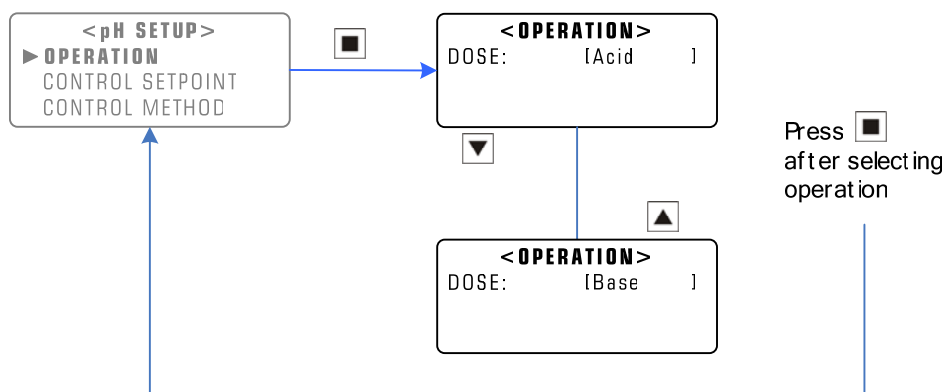 <pH SETUP>
▶ OPERATION
CONTROL SETPOINT
CONTROL METHOD
<OPERATION>
DOSE: [Acid ]
Press ■
after selecting
operation
<OPERATION>
DOSE: [Base ]